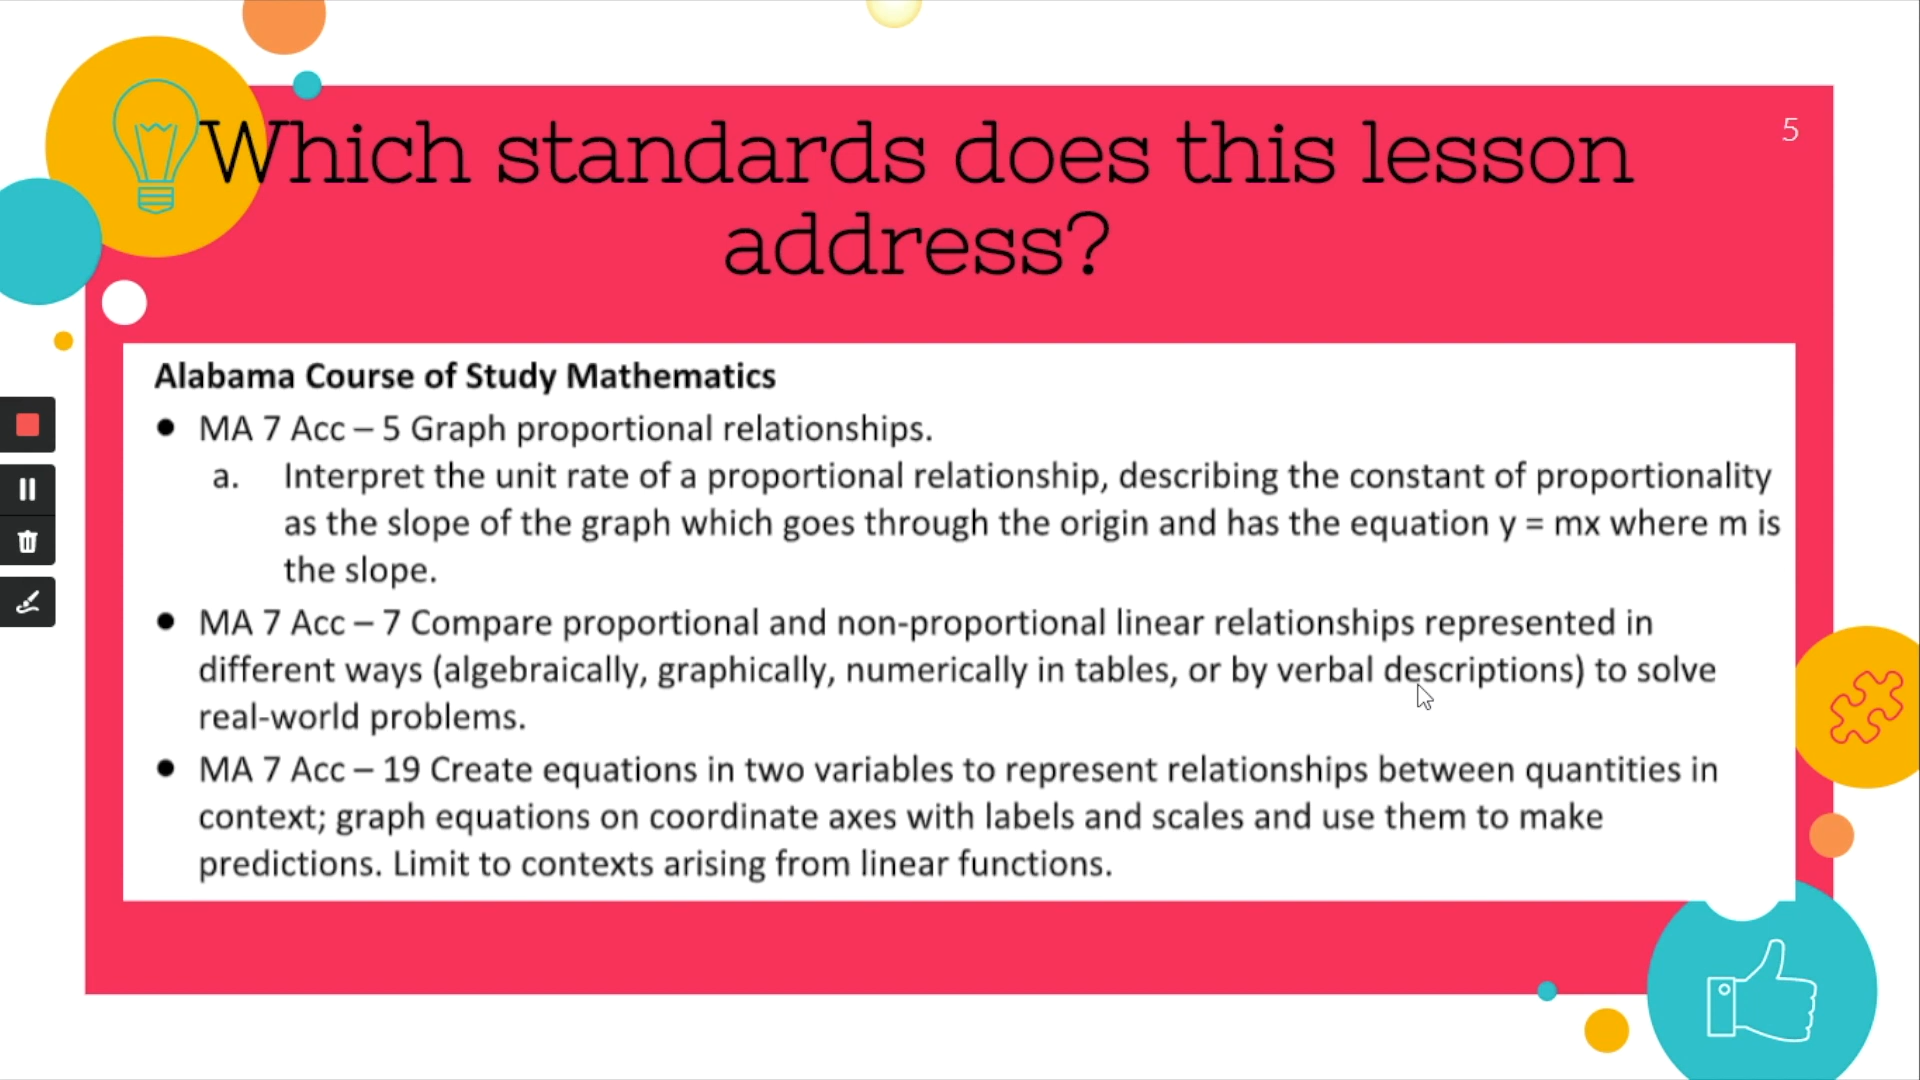 Which standards does this lesson
address?
5
Alabama Course of Study Mathematics
● MA 7 Acc – 5 Graph proportional relationships.
a. Interpret the unit rate of a proportional relationship, describing the constant of proportionality
as the slope of the graph which goes through the origin and has the equation y = mx where m is
the slope.
● MA 7 Acc – 7 Compare proportional and non-proportional linear relationships represented in
different ways (algebraically, graphically, numerically in tables, or by verbal descriptions) to solve
real-world problems.
● MA 7 Acc – 19 Create equations in two variables to represent relationships between quantities in
context; graph equations on coordinate axes with labels and scales and use them to make
predictions. Limit to contexts arising from linear functions.